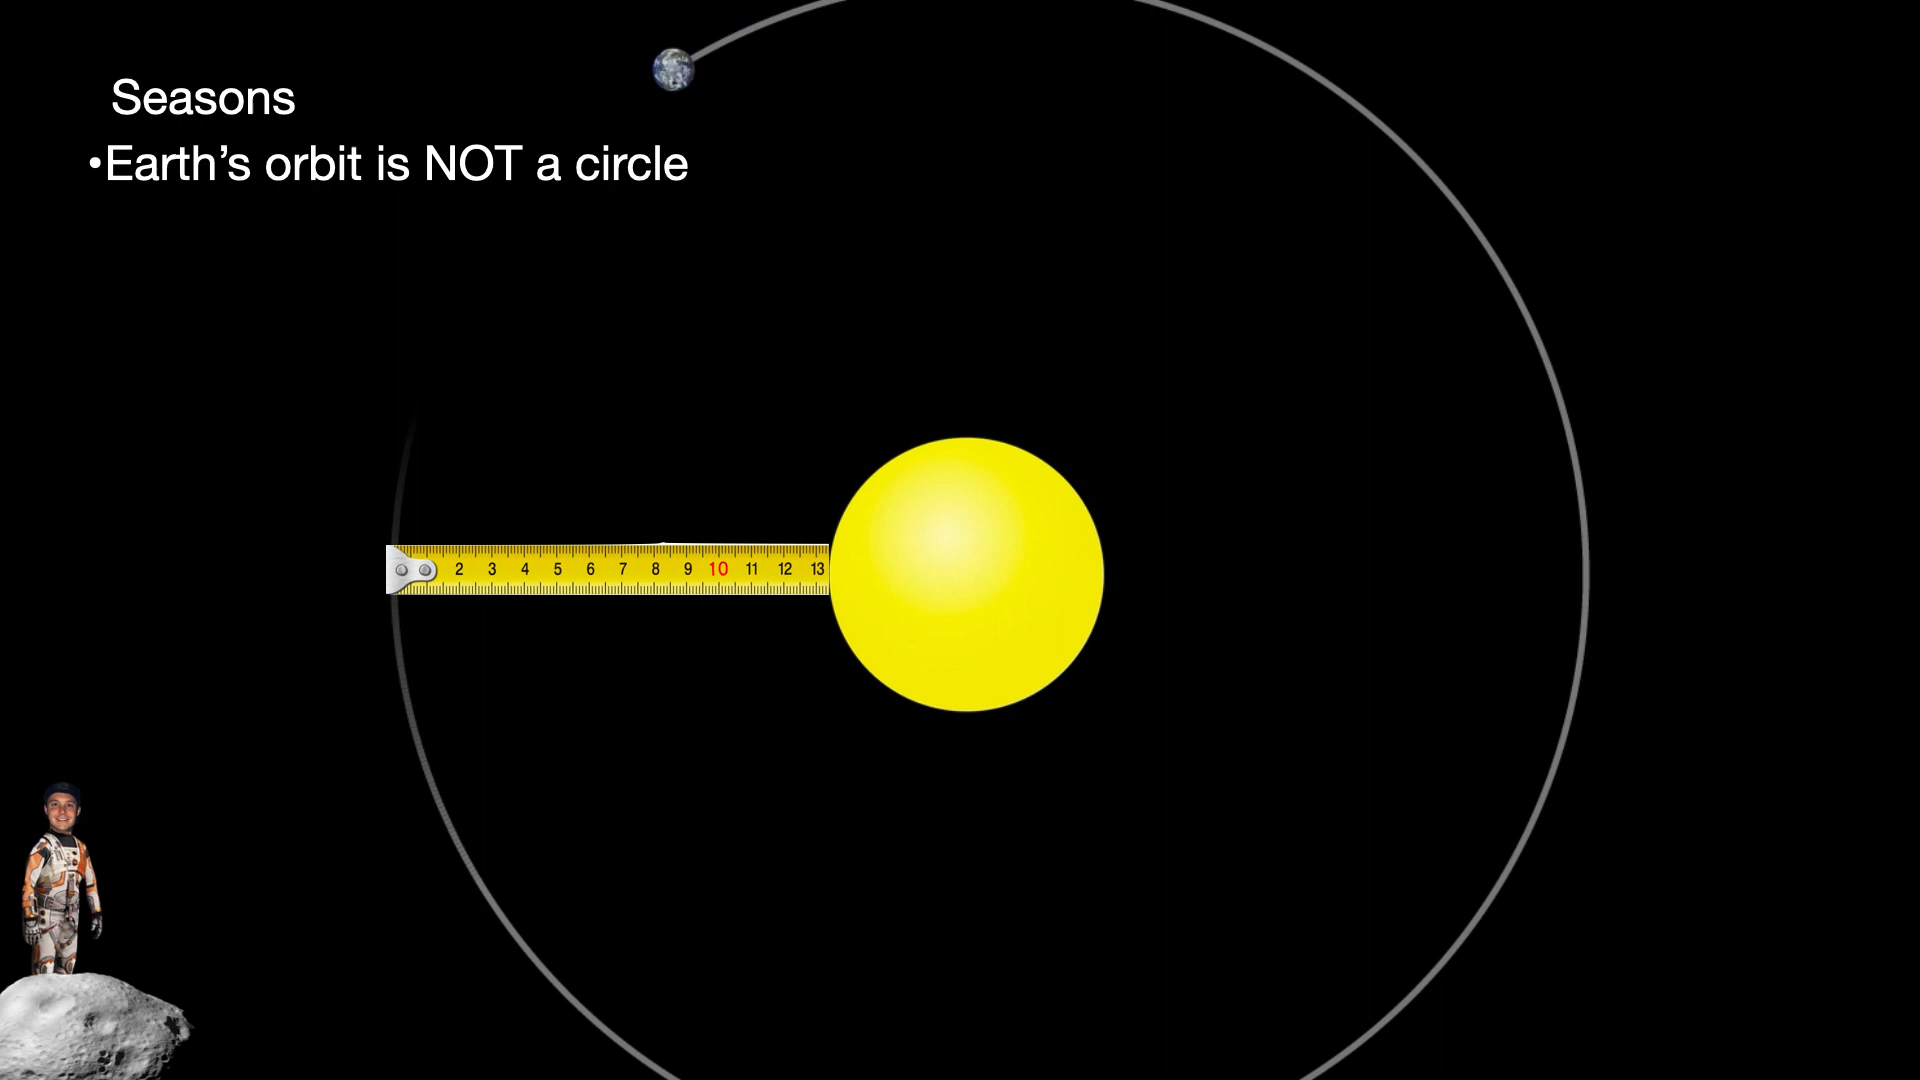 Seasons
•Earth’s orbit is NOT a circle
2 3 4 5 6 7 8 9 10 11 12 13